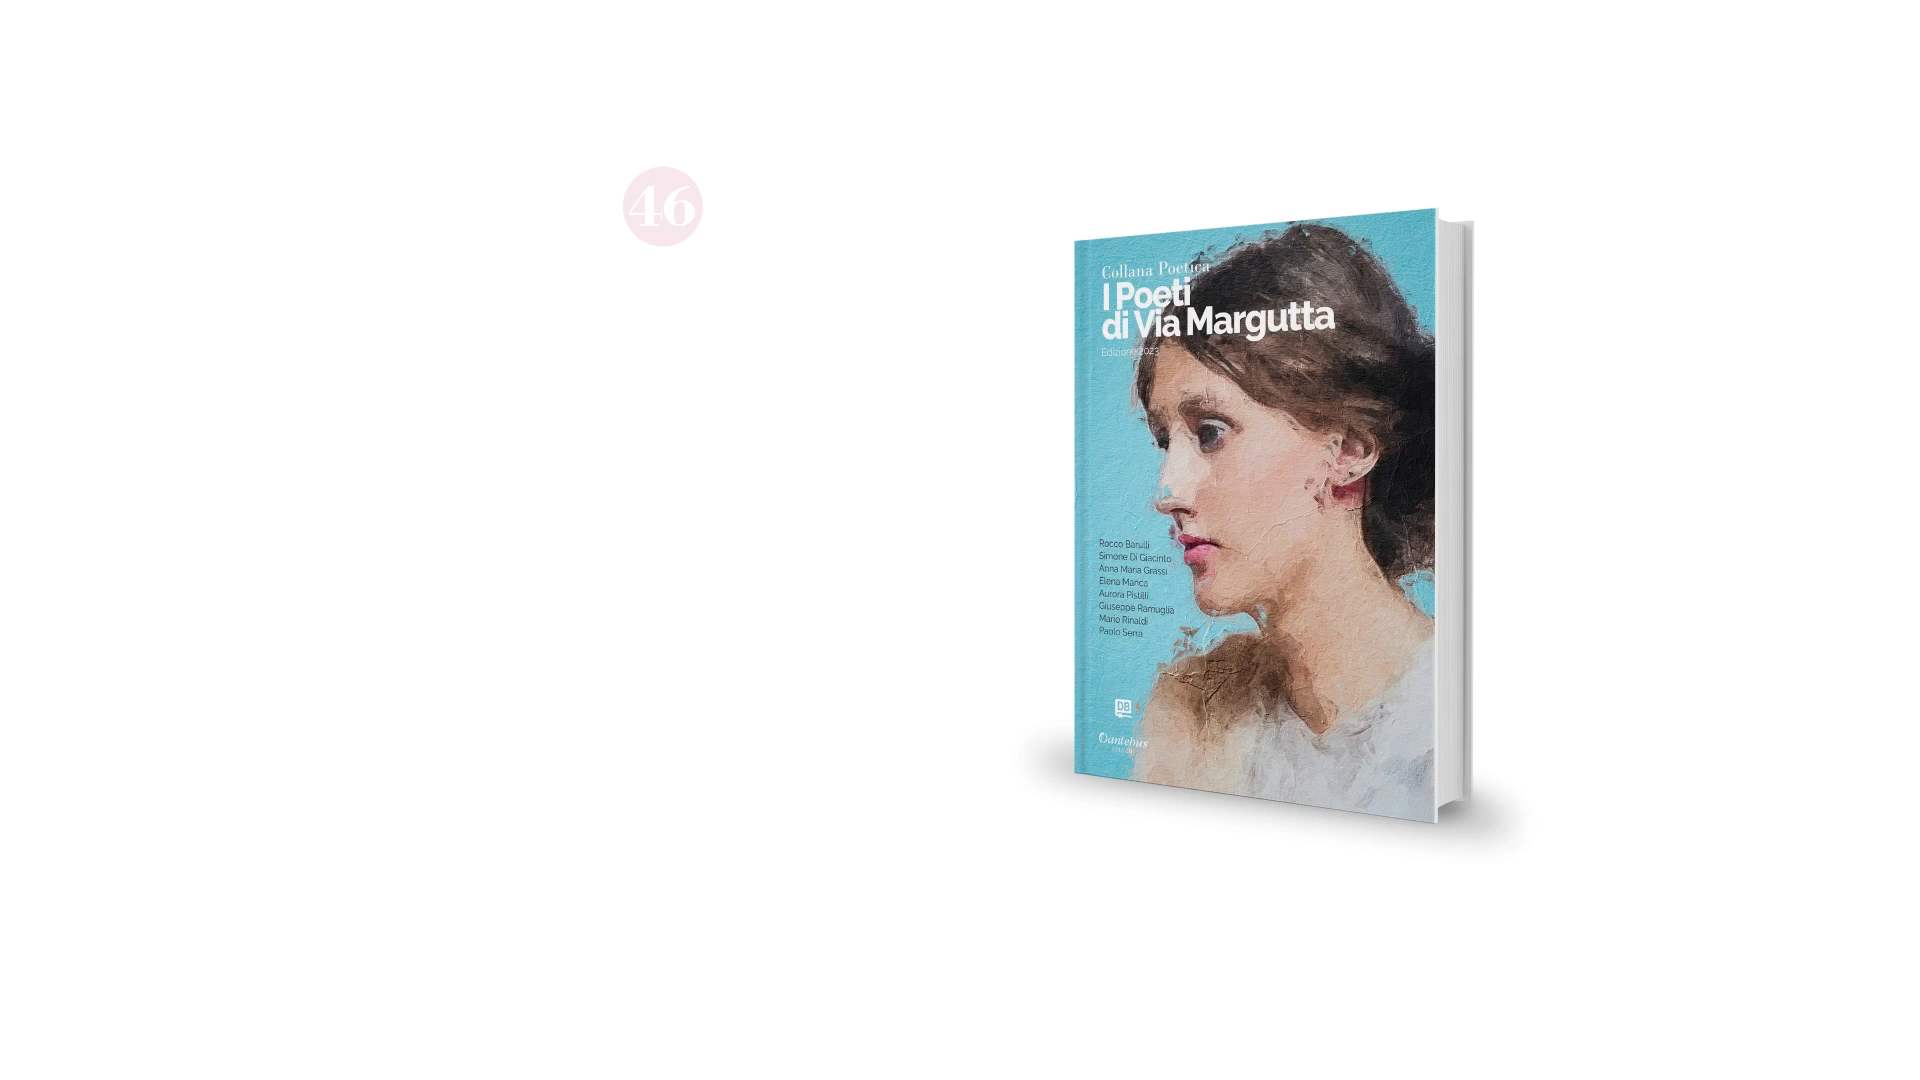 46
Collana Poetica
I Poeti
di Via Margutta
Edizione 2023
Rocco Barulli
Simone Di Giacinto
Anna Maria Grassi
Elena Manca
Aurora Pistilli
Giuseppe Ramuglia
Mario Rinaldi
Paolo Serra
DB
Dantebus